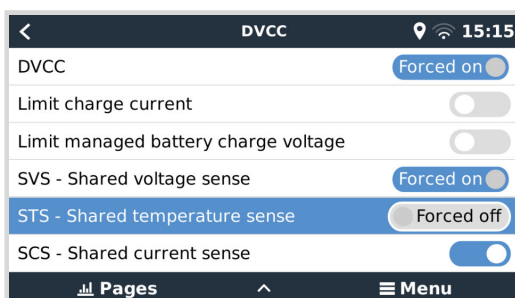 DVCC 15:15
DVCC Forced on
Limit charge current
Limit managed battery charge voltage
SVS - Shared voltage sense Forced on
STS - Shared temperature sense Forced off
SCS - Shared current sense
Pages Menu